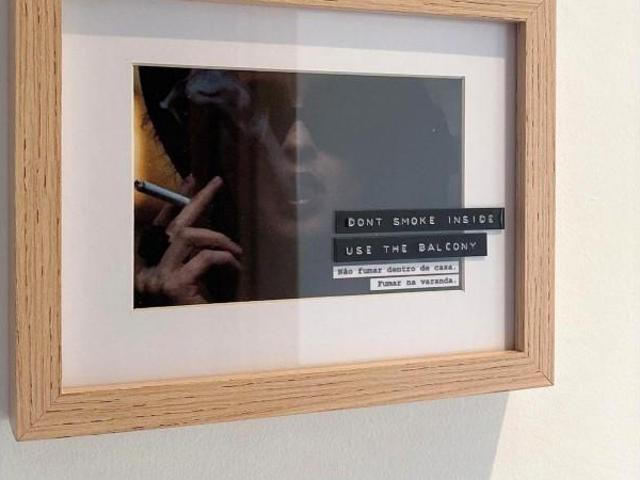 DONT SMOKE INSIDE
USE THE BALCONY
Não fumar dentro de casa.
Fumar na varanda.